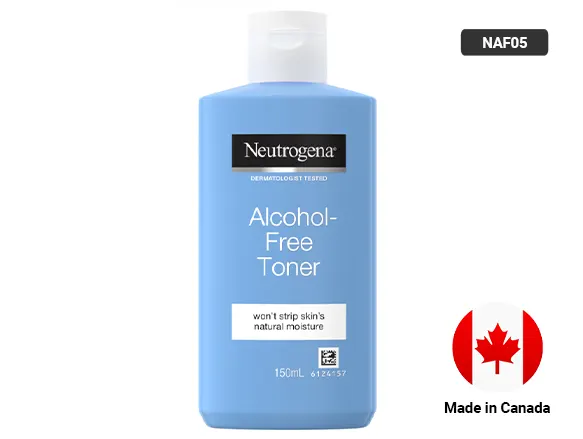 NAF05
Neutrogena®
DERMATOLOGIST TESTED
Alcohol-
Free
Toner
won't strip skin's
natural moisture
150mL 6124157
Made in Canada